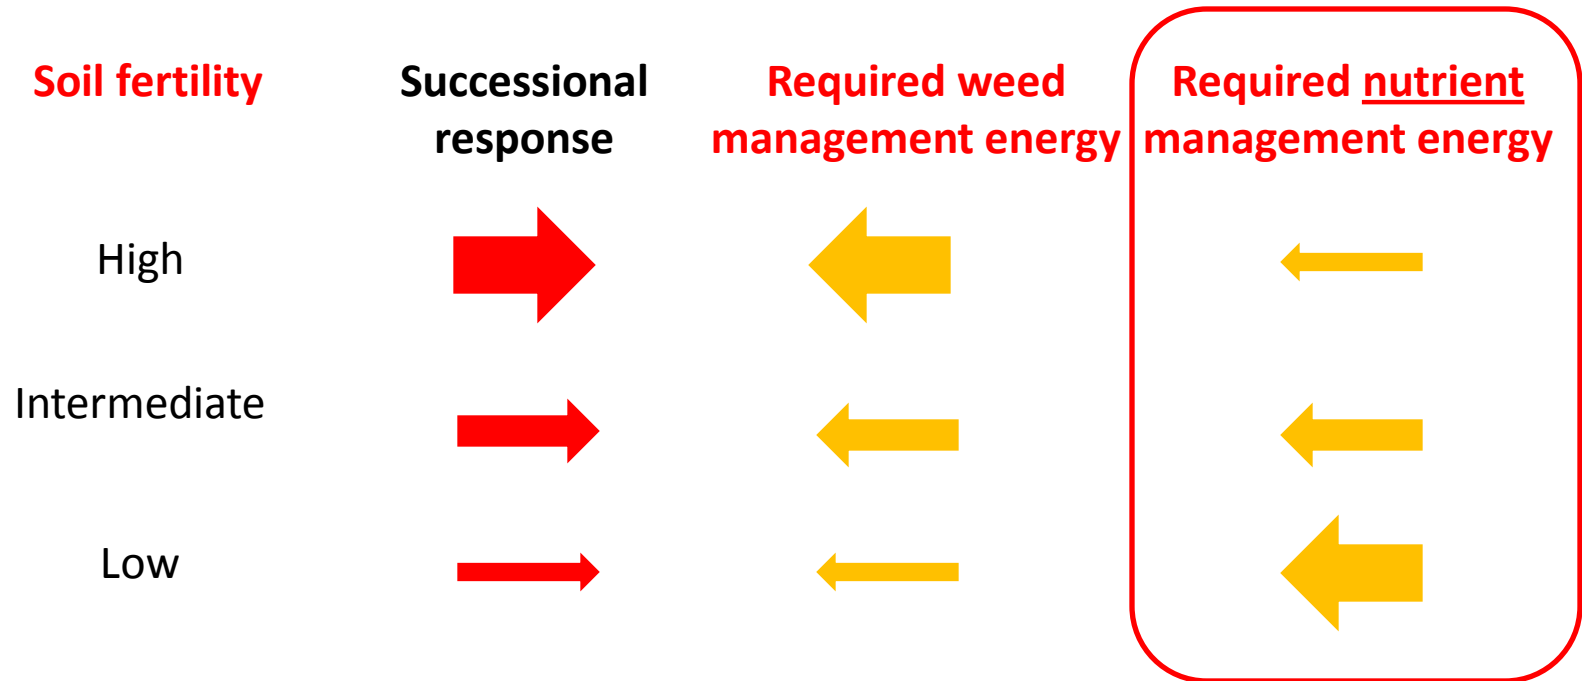 Soil fertility
Successional
response
Required weed
management energy
Required nutrient
management energy
High
Intermediate
Low